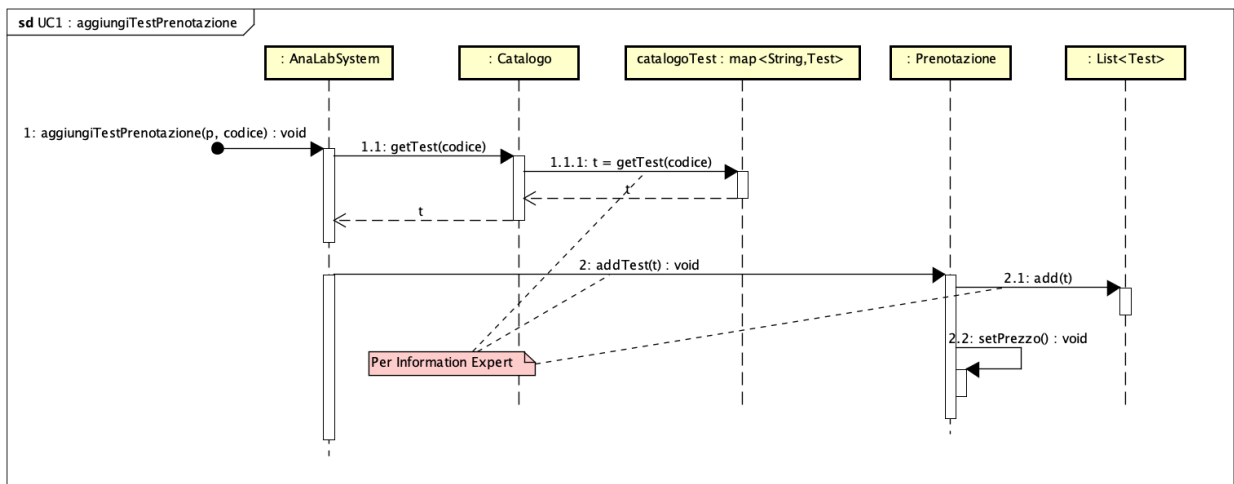 sd UC1 : aggiungiTestPrenotazione
: AnaLabSystem
: Catalogo
catalogoTest : map<String,Test>
: Prenotazione
: List<Test>
1: aggiungiTestPrenotazione(p, codice) : void
1.1: getTest(codice)
1.1.1: t = getTest(codice)
t
t
2: addTest(t) : void
2.1: add(t)
2.2: setPrezzo() : void
Per Information Expert